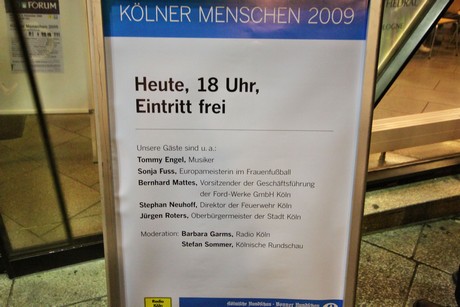 FORUM
KÖLNER MENSCHEN 2009
Heute, 18 Uhr,
Eintritt frei
Unsere Gäste sind u. a.:
Tommy Engel, Musiker
Sonja Fuss, Europameisterin im Frauenfußball
Bernhard Mattes, Vorsitzender der Geschäftsführung
der Ford-Werke GmbH Köln
Stephan Neuhoff, Direktor der Feuerwehr Köln
Jürgen Roters, Oberbürgermeister der Stadt Köln
Moderation: Barbara Garms, Radio Köln
Stefan Sommer, Kölnische Rundschau
Radio
Köln